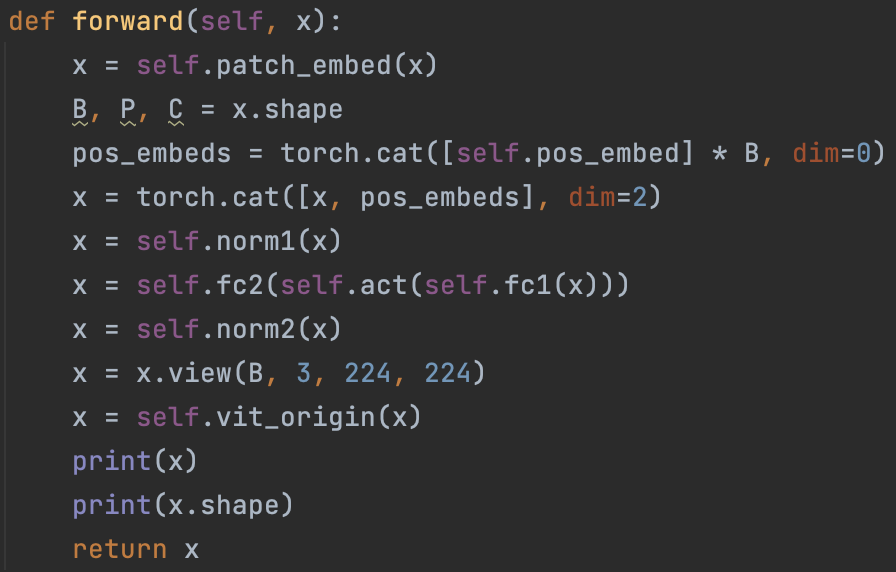 def forward(self, x):
    x = self.patch_embed(x)
    B, P, C = x.shape
    pos_embeds = torch.cat([self.pos_embed] * B, dim=0)
    x = torch.cat([x, pos_embeds], dim=2)
    x = self.norm1(x)
    x = self.fc2(self.act(self.fc1(x)))
    x = self.norm2(x)
    x = x.view(B, 3, 224, 224)
    x = self.vit_origin(x)
    print(x)
    print(x.shape)
    return x